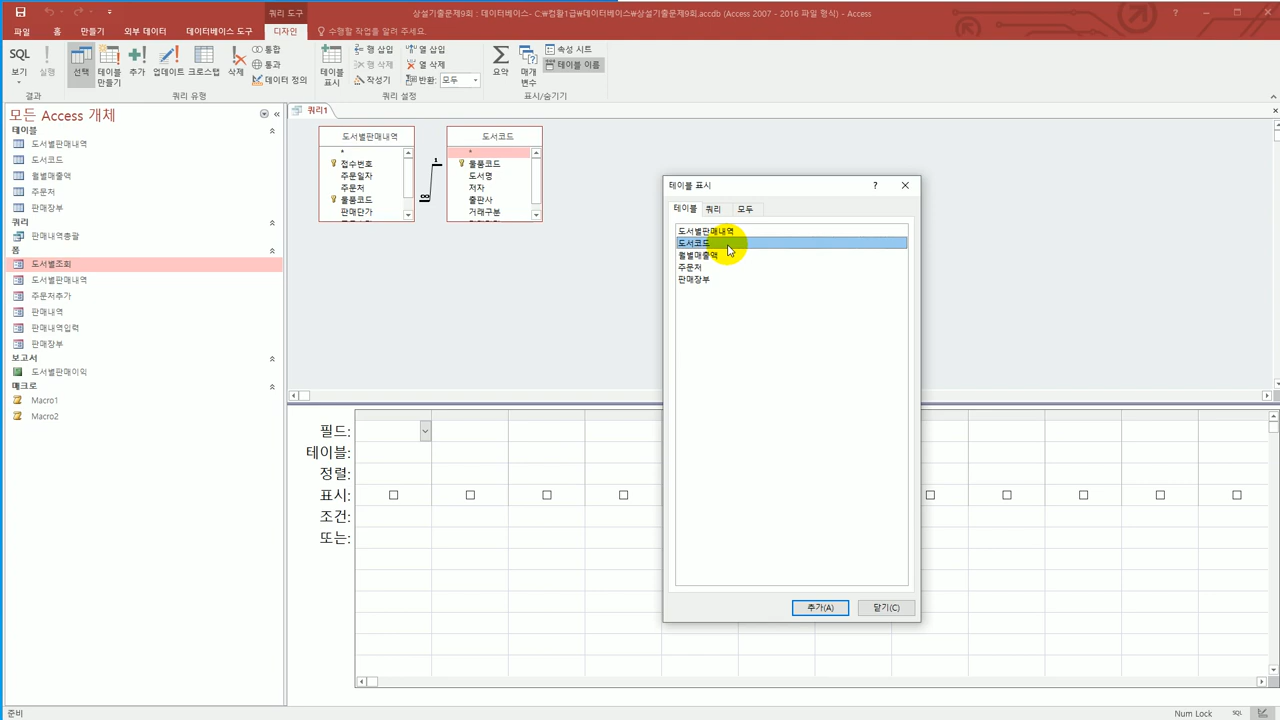 쿼리 도구
상설기출문제9회 : 데이터베이스- C:₩컴활1급₩데이터베이스₩상설기출문제9회.accdb (Access 2007 - 2016 파일 형식) - Access
파일 홈 만들기 외부 데이터 데이터베이스 도구 디자인 수행할 작업을 알려 주세요.
SQL
보기
실행
결과
선택
테이블
만들기
추가
업데이트
크로스탭
삭제
통합
통과
데이터 정의
쿼리 유형
테이블
표시
행 삽입
행 삭제
작성기
열 삽입
열 삭제
반환: 모두
쿼리 설정
요약
매개
변수
속성 시트
테이블 이름
표시/숨기기
모든 Access 개체
테이블
도서별판매내역
도서코드
월별매출액
주문처
판매장부
쿼리
판매내역총괄
폼
도서별조회
도서별판매내역
주문처추가
판매내역
판매내역입력
판매장부
보고서
도서별판매이익
매크로
Macro1
Macro2
쿼리1
도서별판매내역
*
접수번호
주문일자
주문처
물품코드
판매단가
1
∞
도서코드
*
물품코드
도서명
저자
출판사
거래구분
테이블 표시
?
테이블 쿼리 모두
도서별판매내역
도서코드
월별매출액
주문처
판매장부
추가(A) 닫기(C)
필드:
테이블:
정렬:
표시:
조건:
또는:
준비
Num Lock
SQL